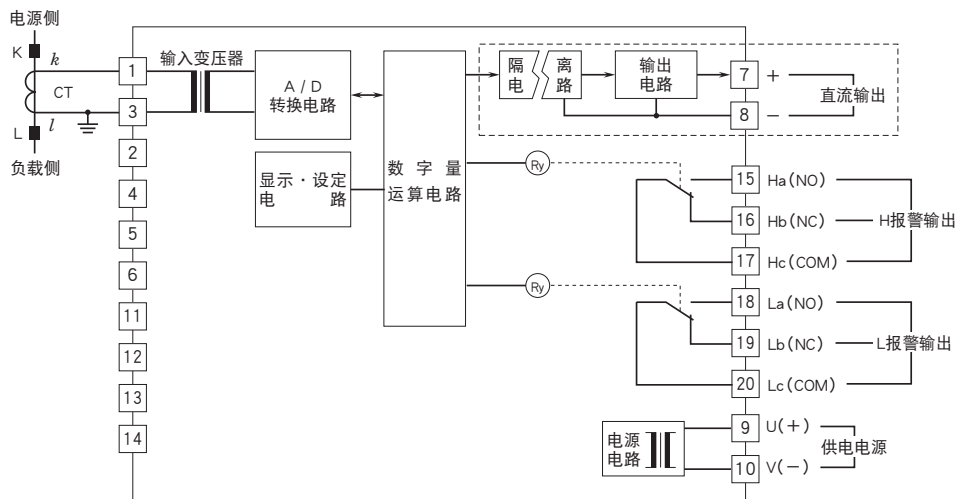 电源侧
K
k
CT
L
l
负载侧
1
3
2
4
5
6
11
12
13
14
输入变压器
A / D
转换电路
显示·设定
电 路
数 字 量
运算电路
隔 离
电 路
输出
电路
7 +
8 −
直流输出
Ry
15 Ha(NO)
16 Hb(NC)
17 Hc(COM)
H报警输出
Ry
18 La(NO)
19 Lb(NC)
20 Lc(COM)
L报警输出
电源
电路
9 U(+)
10 V(−)
供电电源